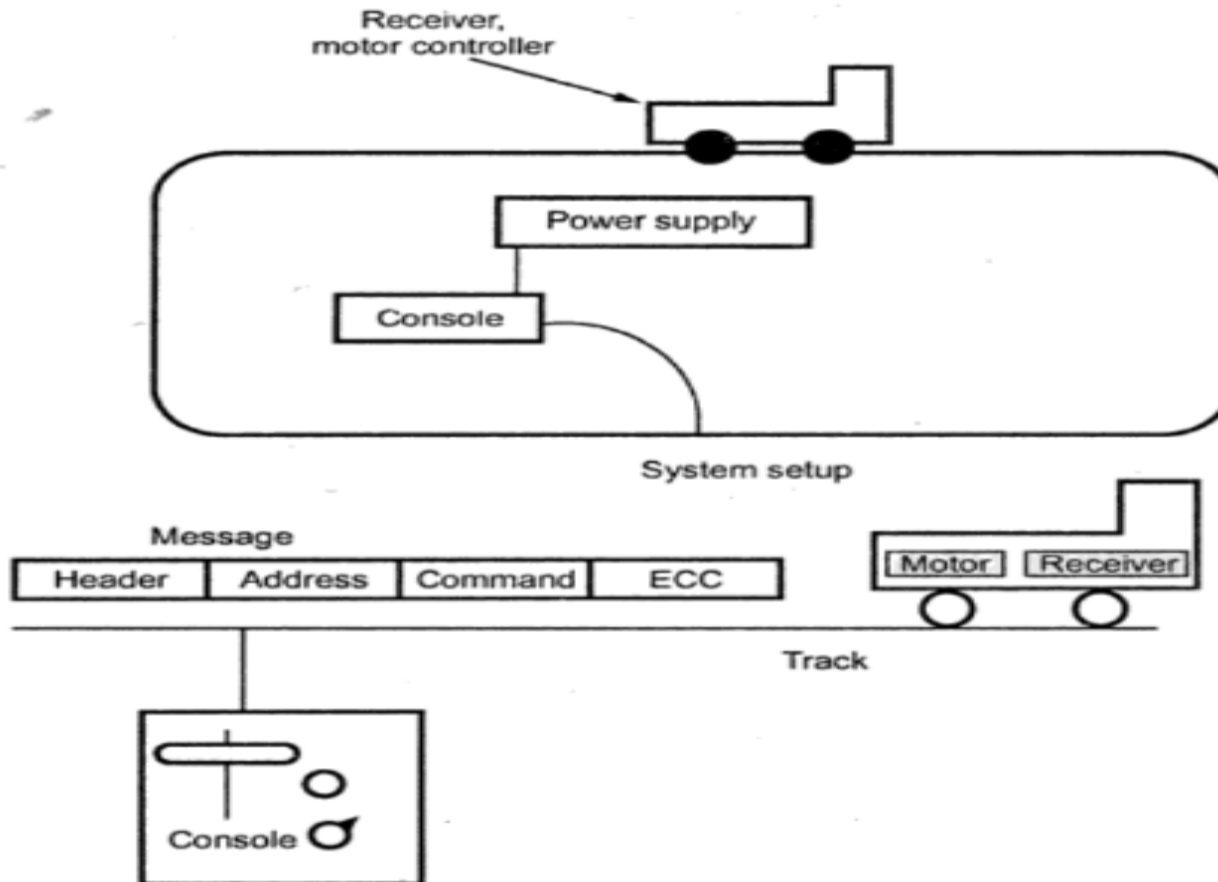 Receiver,
motor controller
Power supply
Console
System setup
Message
Header Address Command ECC
Motor Receiver
Track
Console